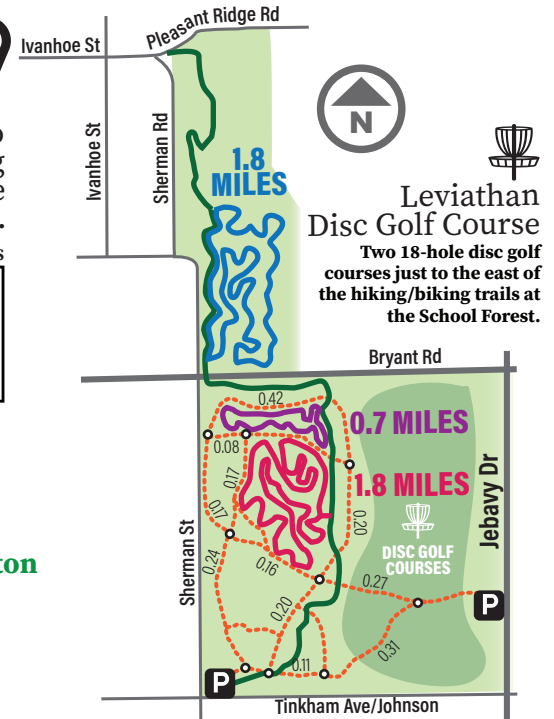 Pleasant Ridge Rd
Ivanhoe St
Ivanhoe St
Sherman Rd
N
1.8
MILES
Leviathan
Disc Golf Course
Two 18-hole disc golf
courses just to the east of
the hiking/biking trails at
the School Forest.
Bryant Rd
0.42
0.7 MILES
0.08
0.17
1.8 MILES
0.17
0.20
DISC GOLF
COURSES
Jebavy Dr
ton
Sherman St
0.24
0.16
0.27
0.20
P
0.31
0.11
P
Tinkham Ave/Johnson